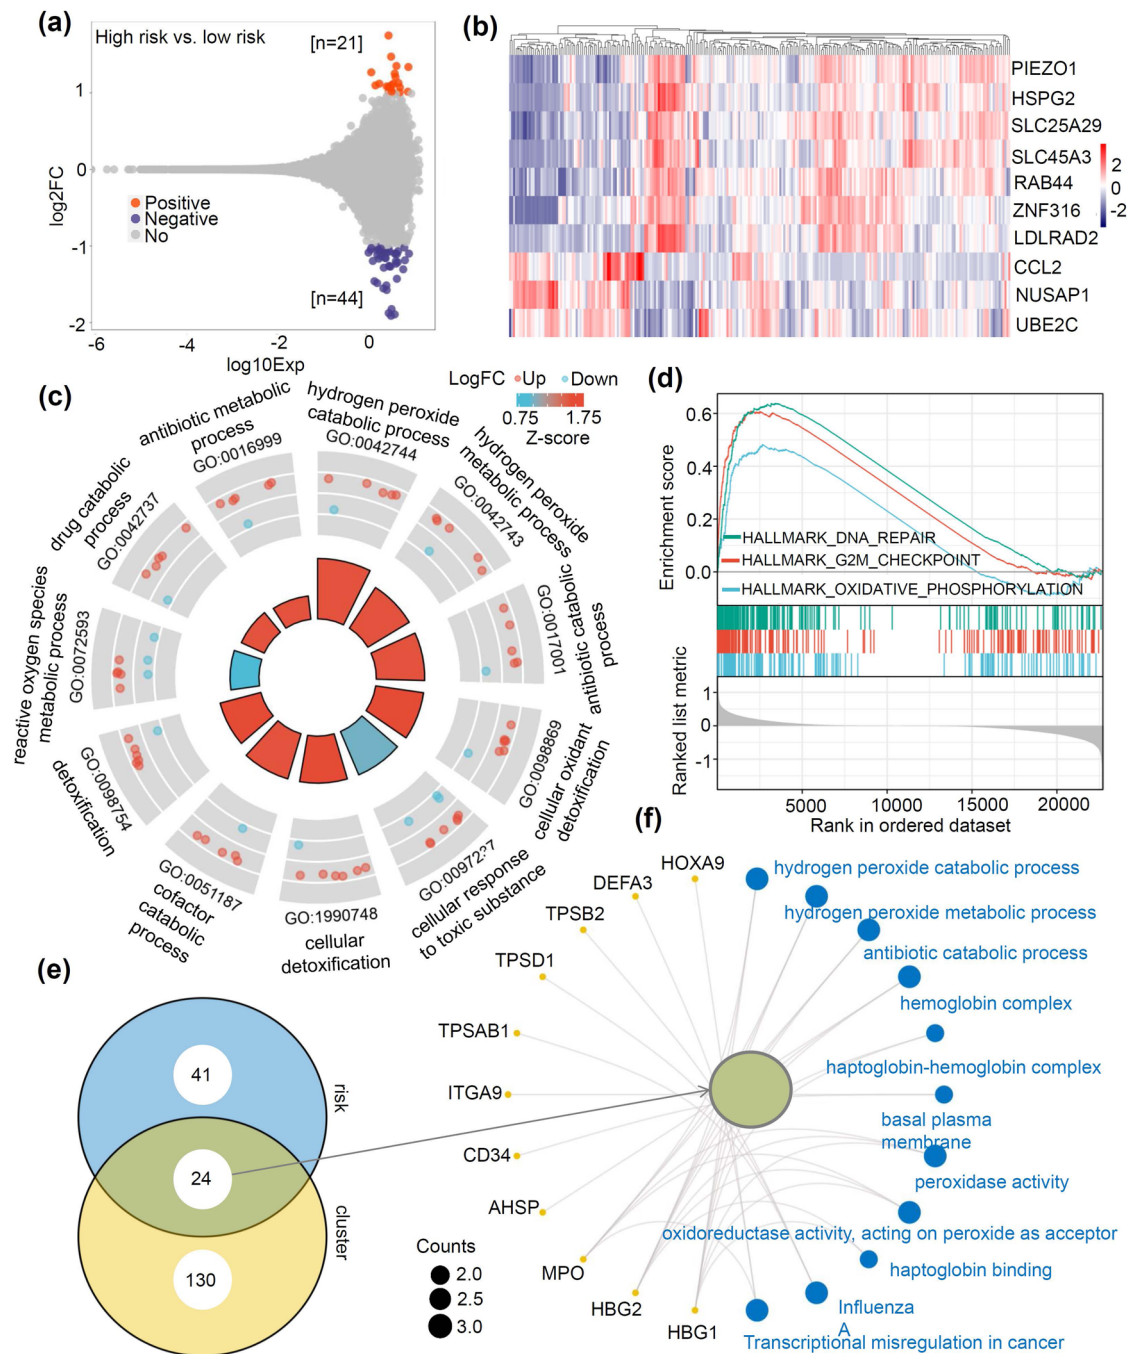 (a)
High risk vs. low risk
[n=21]
1
0
-1
-2
log2FC
Positive
Negative
No
[n=44]
-6
-4
-2
0
log10Exp
(b)
PIEZO1
HSPG2
SLC25A29
SLC45A3
RAB44
ZNF316
LDLRAD2
CCL2
NUSAP1
UBE2C
2
0
-2
(c)
LogFC
Up
Down
0.75
1.75
Z-score
hydrogen peroxide
catabolic process
GO:0042744
hydrogen peroxide
metabolic process
GO:0042743
antibiotic catabolic
process
GO:0017001
cellular oxidant
detoxification
GO:0098869
cellular response
to toxic substance
GO:00972?7
cellular
detoxification
GO:1990748
cofactor
catabolic
process
GO:0051187
detoxification
GO:0098754
reactive oxygen species
metabolic process
GO:0072593
drug catabolic
process
GO:0042737
antibiotic metabolic
process
GO:0016999
(d)
0.6
0.4
0.2
0.0
Enrichment score
HALLMARK_DNA_REPAIR
HALLMARK_G2M_CHECKPOINT
HALLMARK_OXIDATIVE_PHOSPHORYLATION
1
0
-1
Ranked list metric
5000
10000
15000
20000
Rank in ordered dataset
(e)
41
risk
24
cluster
130
(f)
HOXA9
DEFA3
TPSB2
TPSD1
TPSAB1
ITGA9
CD34
AHSP
MPO
HBG2
HBG1
hydrogen peroxide catabolic process
hydrogen peroxide metabolic process
antibiotic catabolic process
hemoglobin complex
haptoglobin-hemoglobin complex
basal plasma
membrane
peroxidase activity
oxidoreductase activity, acting on peroxide as acceptor
haptoglobin binding
Influenza
A
Transcriptional misregulation in cancer
Counts
2.0
2.5
3.0